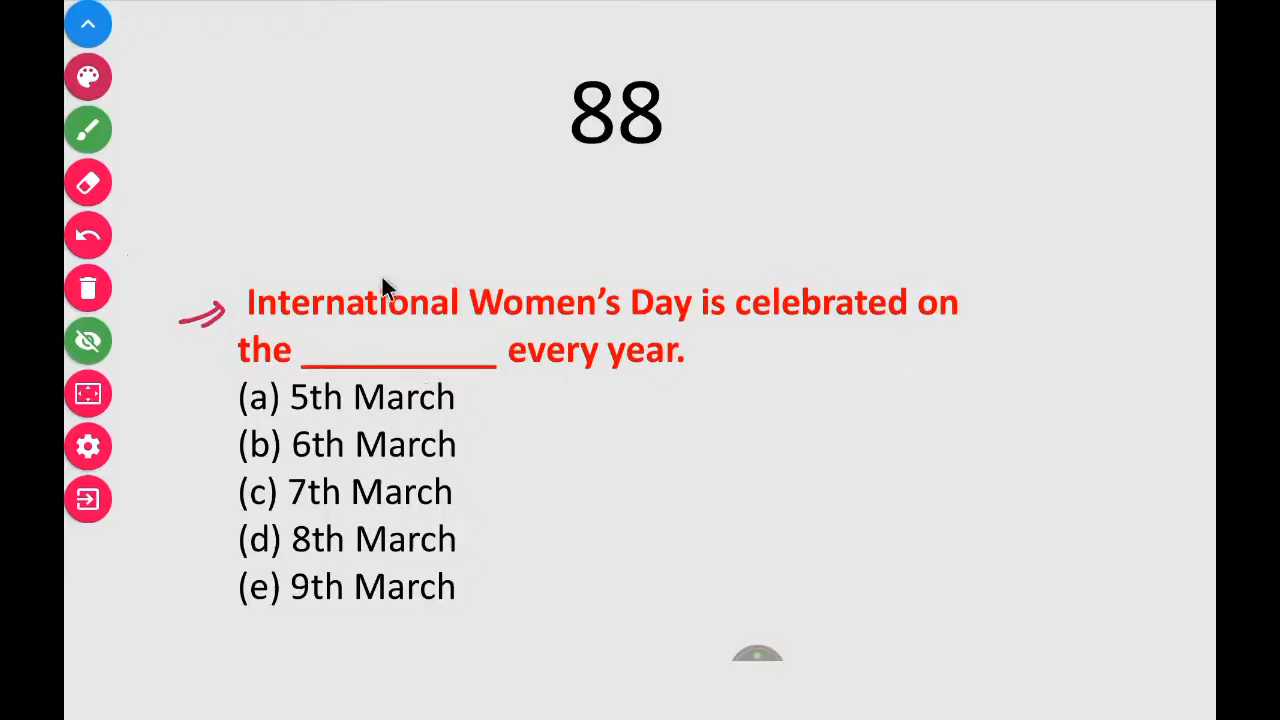 88
International Women’s Day is celebrated on
the __________ every year.
(a) 5th March
(b) 6th March
(c) 7th March
(d) 8th March
(e) 9th March